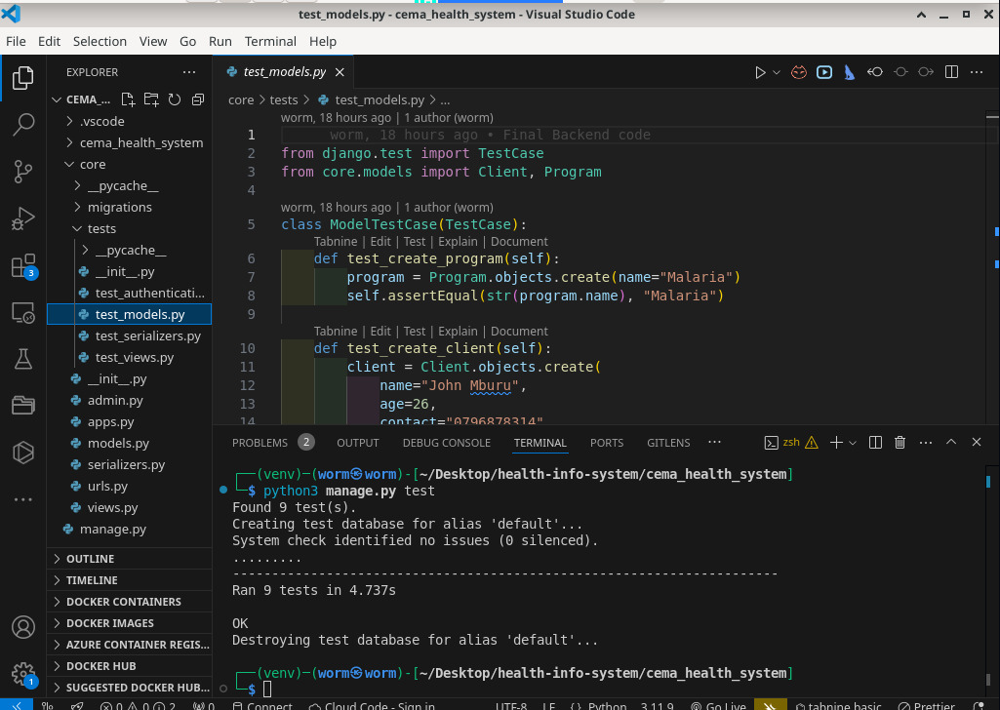 test_models.py - cema_health_system - Visual Studio Code
File Edit Selection View Go Run Terminal Help
EXPLORER ...
CEMA_...
.vscode
cema_health_system
core
__pycache__
migrations
tests
__pycache__
__init__.py
test_authenticati...
test_models.py
test_serializers.py
test_views.py
__init__.py
admin.py
apps.py
models.py
serializers.py
urls.py
views.py
manage.py
OUTLINE
TIMELINE
DOCKER CONTAINERS
DOCKER IMAGES
AZURE CONTAINER REGIS...
DOCKER HUB
SUGGESTED DOCKER HUB...
3
1
test_models.py
core > tests > test_models.py > ...
worm, 18 hours ago | 1 author (worm)
1 worm, 18 hours ago • Final Backend code
2 from django.test import TestCase
3 from core.models import Client, Program
4
worm, 18 hours ago | 1 author (worm)
5 class ModelTestCase(TestCase):
Tabnine | Edit | Test | Explain | Document
6 def test_create_program(self):
7 program = Program.objects.create(name="Malaria")
8 self.assertEqual(str(program.name), "Malaria")
9
Tabnine | Edit | Test | Explain | Document
10 def test_create_client(self):
11 client = Client.objects.create(
12 name="John Mburu",
13 age=26,
14 contact="0796878314"
PROBLEMS 2 OUTPUT DEBUG CONSOLE TERMINAL PORTS GITLENS ... zsh
┌──(venv)─(worm㉿worm)-[~/Desktop/health-info-system/cema_health_system]
└─$ python3 manage.py test
Found 9 test(s).
Creating test database for alias 'default'...
System check identified no issues (0 silenced).
.........
----------------------------------------------------------------------
Ran 9 tests in 4.737s
OK
Destroying test database for alias 'default'...
┌──(venv)─(worm㉿worm)-[~/Desktop/health-info-system/cema_health_system]
└─$
0 0 2 0 Connect Cloud Code - Sign in UTF-8 LF {} Python 3.11.9 Go Live tabnine basic Prettier